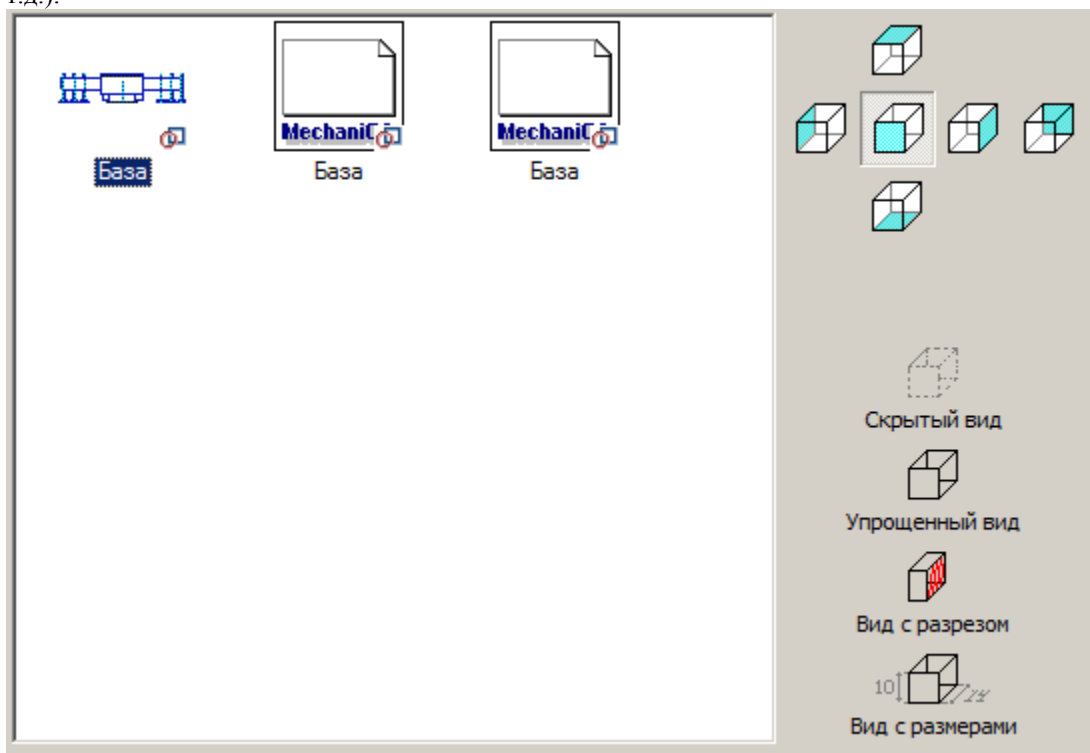 т.д.).
MechaniC
MechaniC
База
База
База
Скрытый вид
Упрощенный вид
Вид с разрезом
10
Вид с размерами